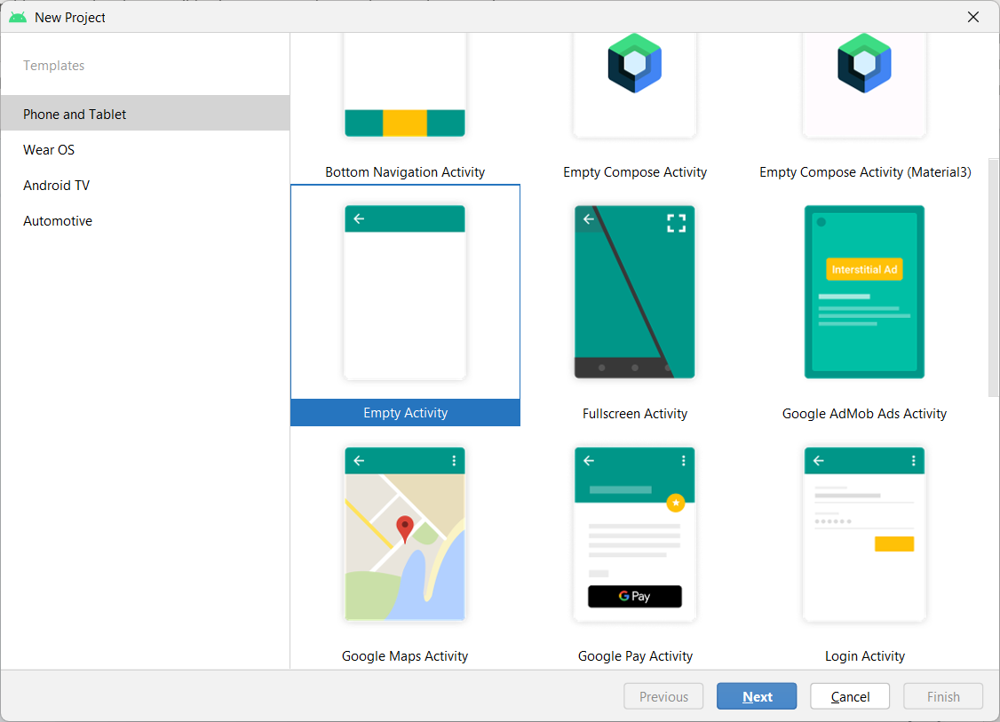 New Project
Templates
Phone and Tablet
Wear OS
Android TV
Automotive
Bottom Navigation Activity
Empty Compose Activity
Empty Compose Activity (Material3)
Interstitial Ad
Empty Activity
Fullscreen Activity
Google AdMob Ads Activity
G Pay
Google Maps Activity
Google Pay Activity
Login Activity
Previous
Next
Cancel
Finish